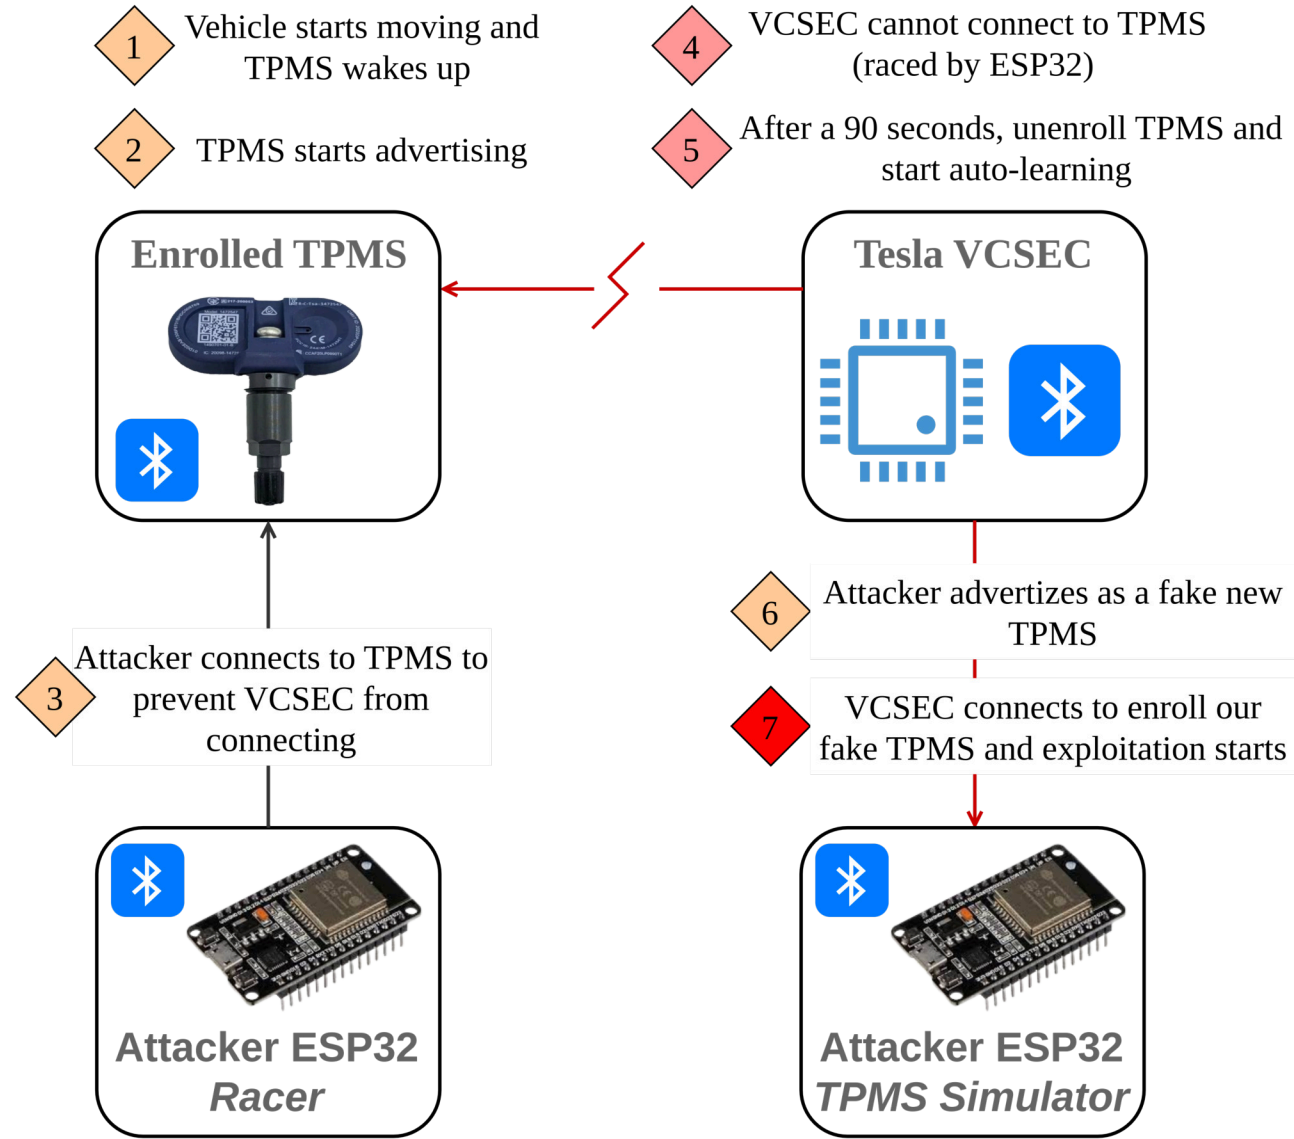 1
Vehicle starts moving and
TPMS wakes up
2
TPMS starts advertising
4
VCSEC cannot connect to TPMS
(raced by ESP32)
5
After a 90 seconds, unenroll TPMS and
start auto-learning
Enrolled TPMS
Tesla VCSEC
3
Attacker connects to TPMS to
prevent VCSEC from
connecting
6
Attacker advertizes as a fake new
TPMS
7
VCSEC connects to enroll our
fake TPMS and exploitation starts
Attacker ESP32
Racer
Attacker ESP32
TPMS Simulator